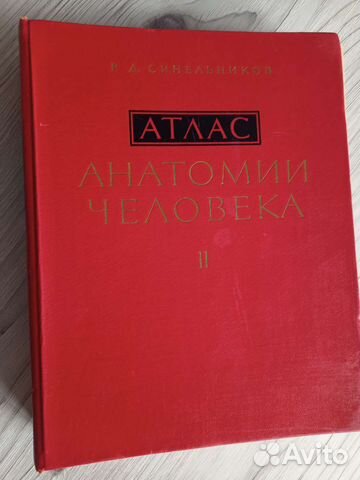 Р. Д. СИНЕЛЬНИКОВ
АТЛАС
АНАТОМИИ
ЧЕЛОВЕКА
II
Avito